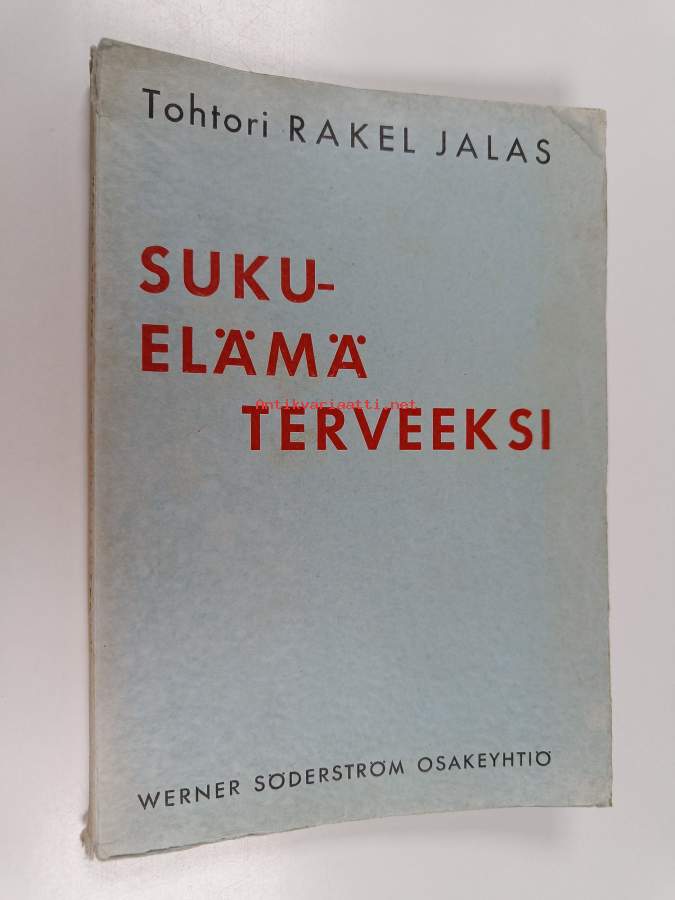 Tohtori RAKEL JALAS
SUKU-
ELÄMÄ
Antikvariaatti.net
TERVEEKSI
WERNER SÖDERSTRÖM OSAKEYHTIÖ